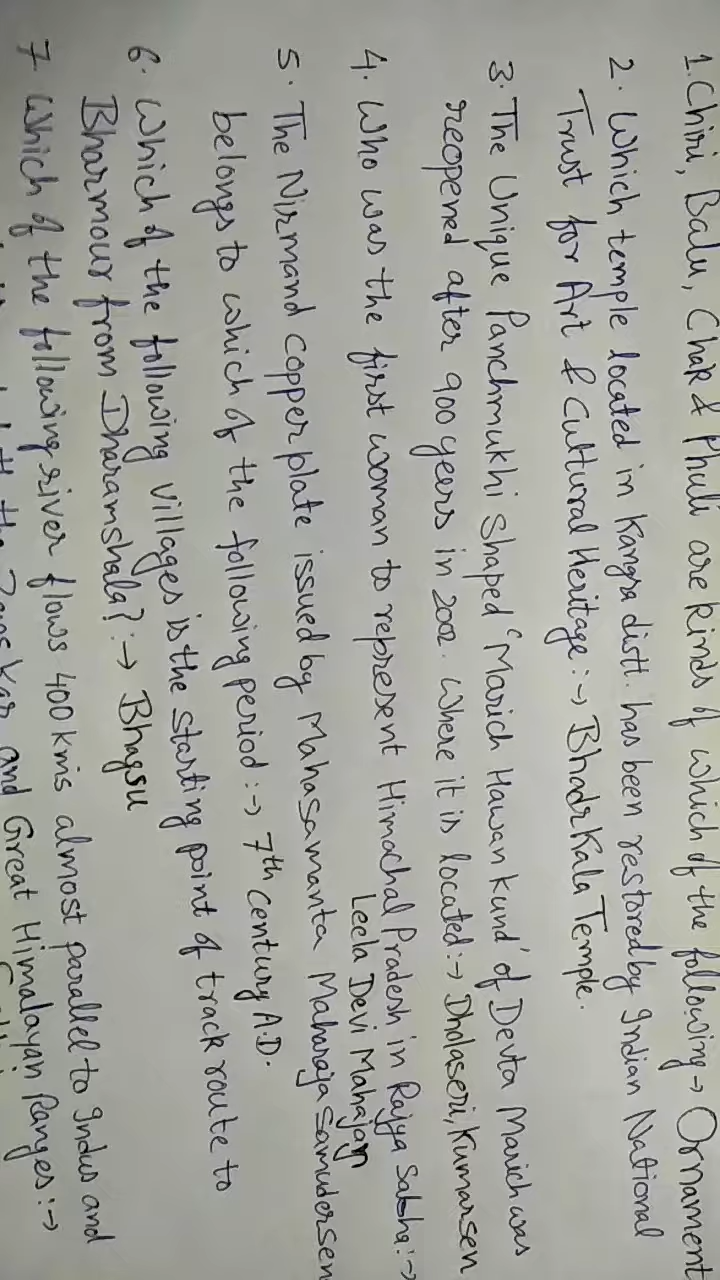 1. Chiri, Balu, Chak & Phuli are kinds of which of the following → Ornament
2. Which temple located in Kangra distt. has been restored by Indian National
Trust for Art & Cultural Heritage :→ Bhadrkala Temple.
3. The Unique Panchmukhi shaped 'Marich Hawan Kund' of Devta Marich was
reopened after 900 years in 2002. Where it is located :→ Dholaseri, Kumarsen
4. Who was the first woman to represent Himachal Pradesh in Rajya Sabha :→
Leela Devi Mahajan
5. The Nirmand copper plate issued by Mahasamanta Maharaja Samudersen
belongs to which of the following period :→ 7th century A.D.
6. Which of the following villages is the starting point of track route to
Bharmour from Dharamshala? :→ Bhagsu
7. Which of the following river flows 400 kms almost parallel to Indus and
Zanskar and Great Himalayan Ranges :→